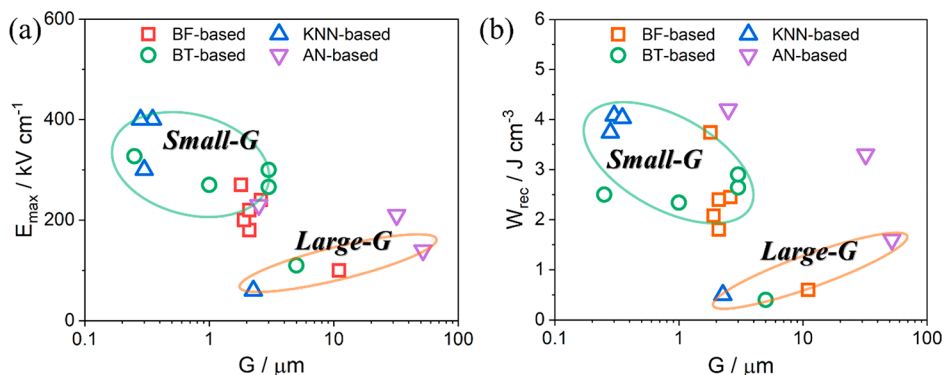 (a)
BF-based KNN-based
BT-based AN-based
600
400
200
0
E_max / kV cm⁻¹
Small-G
Large-G
0.1 1 10 100
G / μm
(b)
BF-based KNN-based
BT-based AN-based
6
5
4
3
2
1
0
W_rec / J cm⁻³
Small-G
Large-G
0.1 1 10 100
G / μm